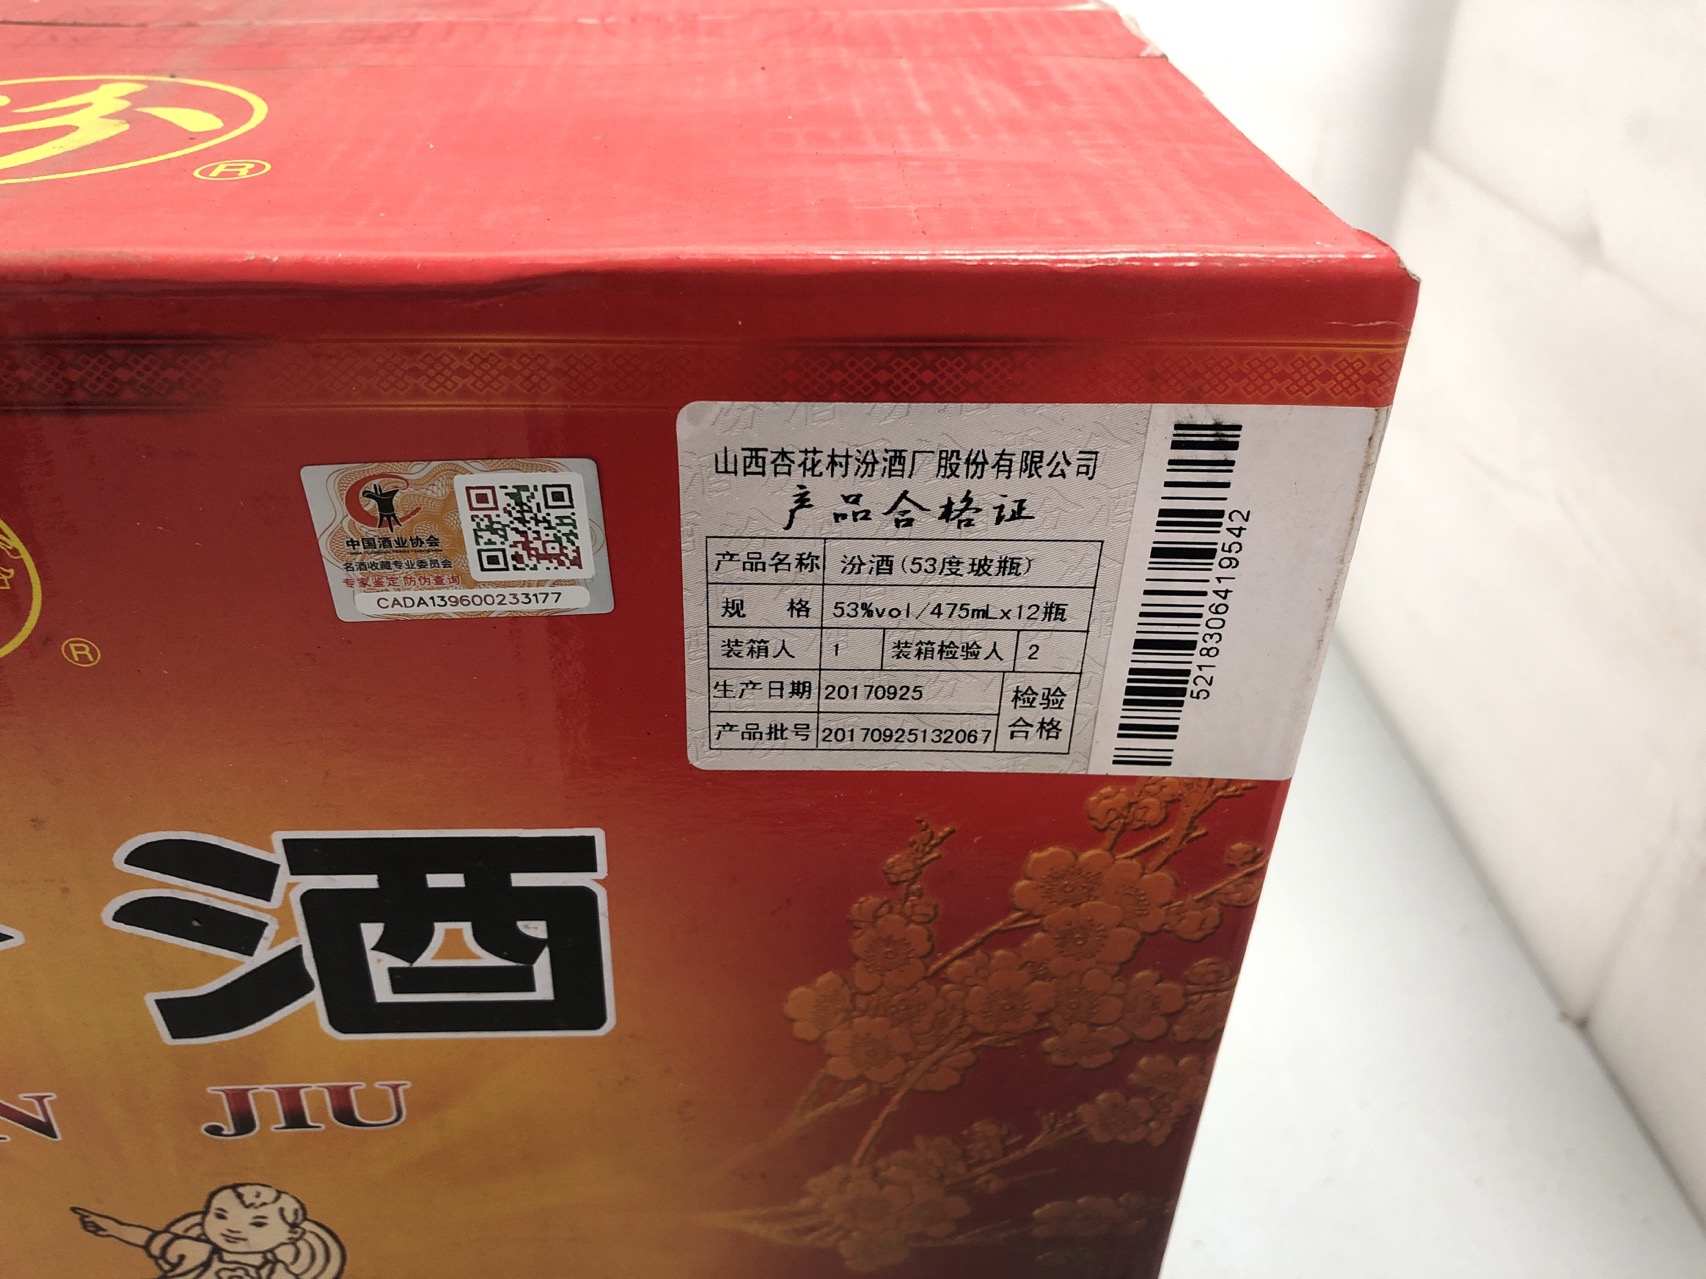 汾
®
中国酒业协会
名酒收藏专业委员会
专家鉴定 防伪查询
CADA139600233177
®
山西杏花村汾酒厂股份有限公司
产品合格证
产品名称 汾酒(53度玻瓶)
规 格 53%vol/475mLx12瓶
装箱人 1 装箱检验人 2
生产日期 20170925 检验
产品批号 20170925132067 合格
5218306419542
酒
N JIU